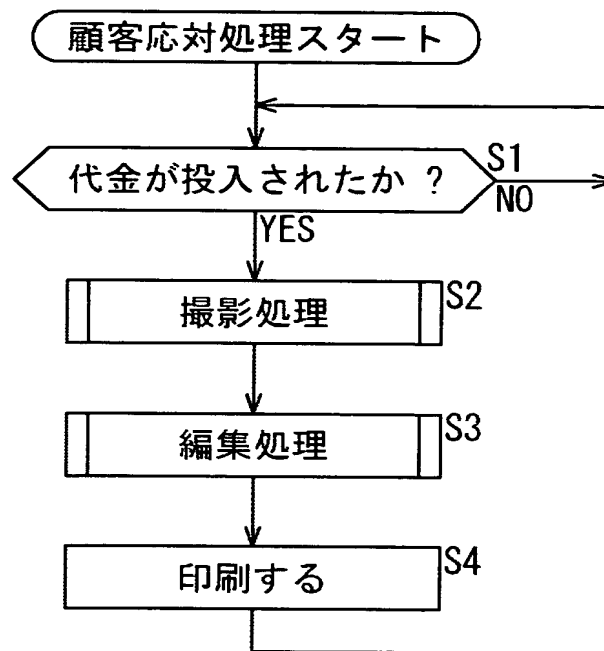 顧客応対処理スタート
代金が投入されたか ?
S1
NO
YES
撮影処理
S2
編集処理
S3
印刷する
S4